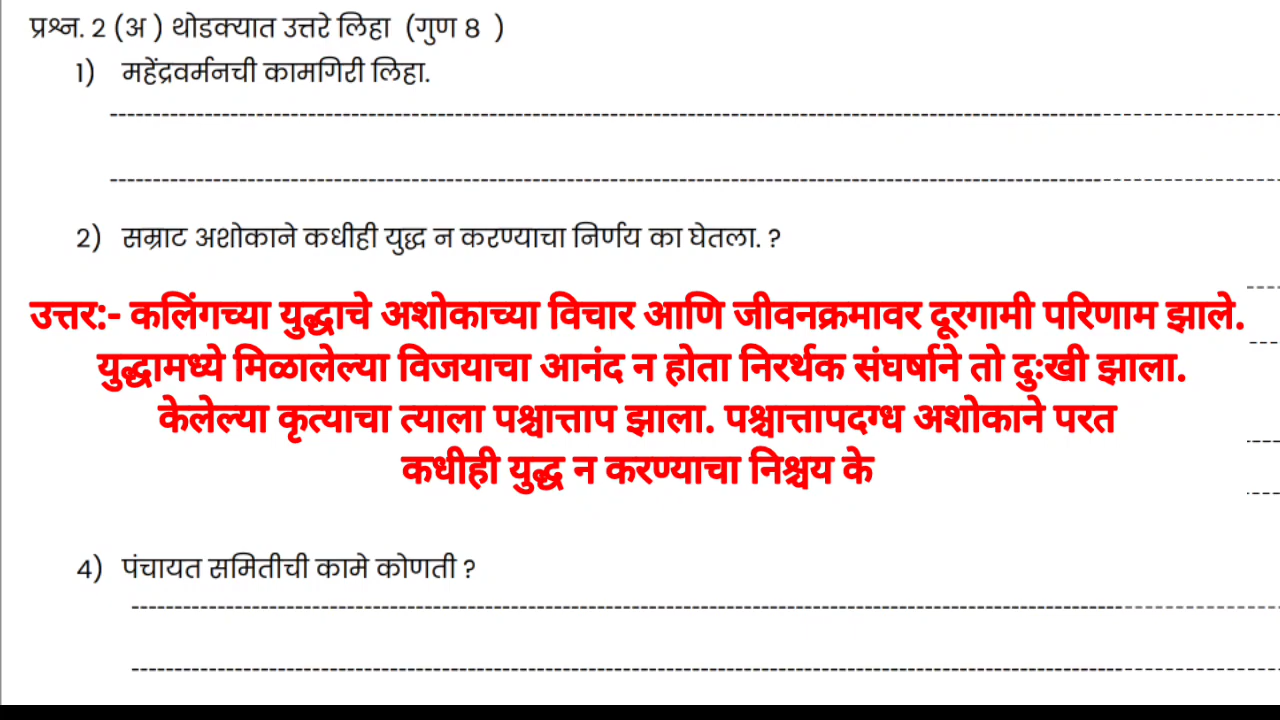 प्रश्न. 2 (अ ) थोडक्यात उत्तरे लिहा (गुण 8 )
1) महेंद्रवर्मनची कामगिरी लिहा.
2) सम्राट अशोकाने कधीही युद्ध न करण्याचा निर्णय का घेतला. ?
उत्तर:- कलिंगच्या युद्धाचे अशोकाच्या विचार आणि जीवनक्रमावर दूरगामी परिणाम झाले.
युद्धामध्ये मिळालेल्या विजयाचा आनंद न होता निरर्थक संघर्षाने तो दुःखी झाला.
केलेल्या कृत्याचा त्याला पश्चात्ताप झाला. पश्चात्तापदग्ध अशोकाने परत
कधीही युद्ध न करण्याचा निश्चय के
4) पंचायत समितीची कामे कोणती ?